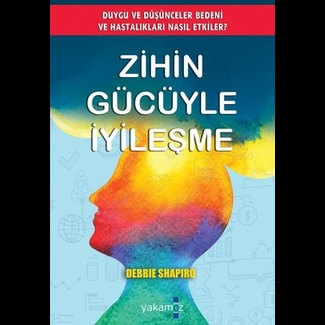 DUYGU VE DÜŞÜNCELER BEDENİ
VE HASTALIKLARI NASIL ETKİLER?
ZİHİN
GÜCÜYLE
İYİLEŞME
DEBBIE SHAPIRO
yakamoz